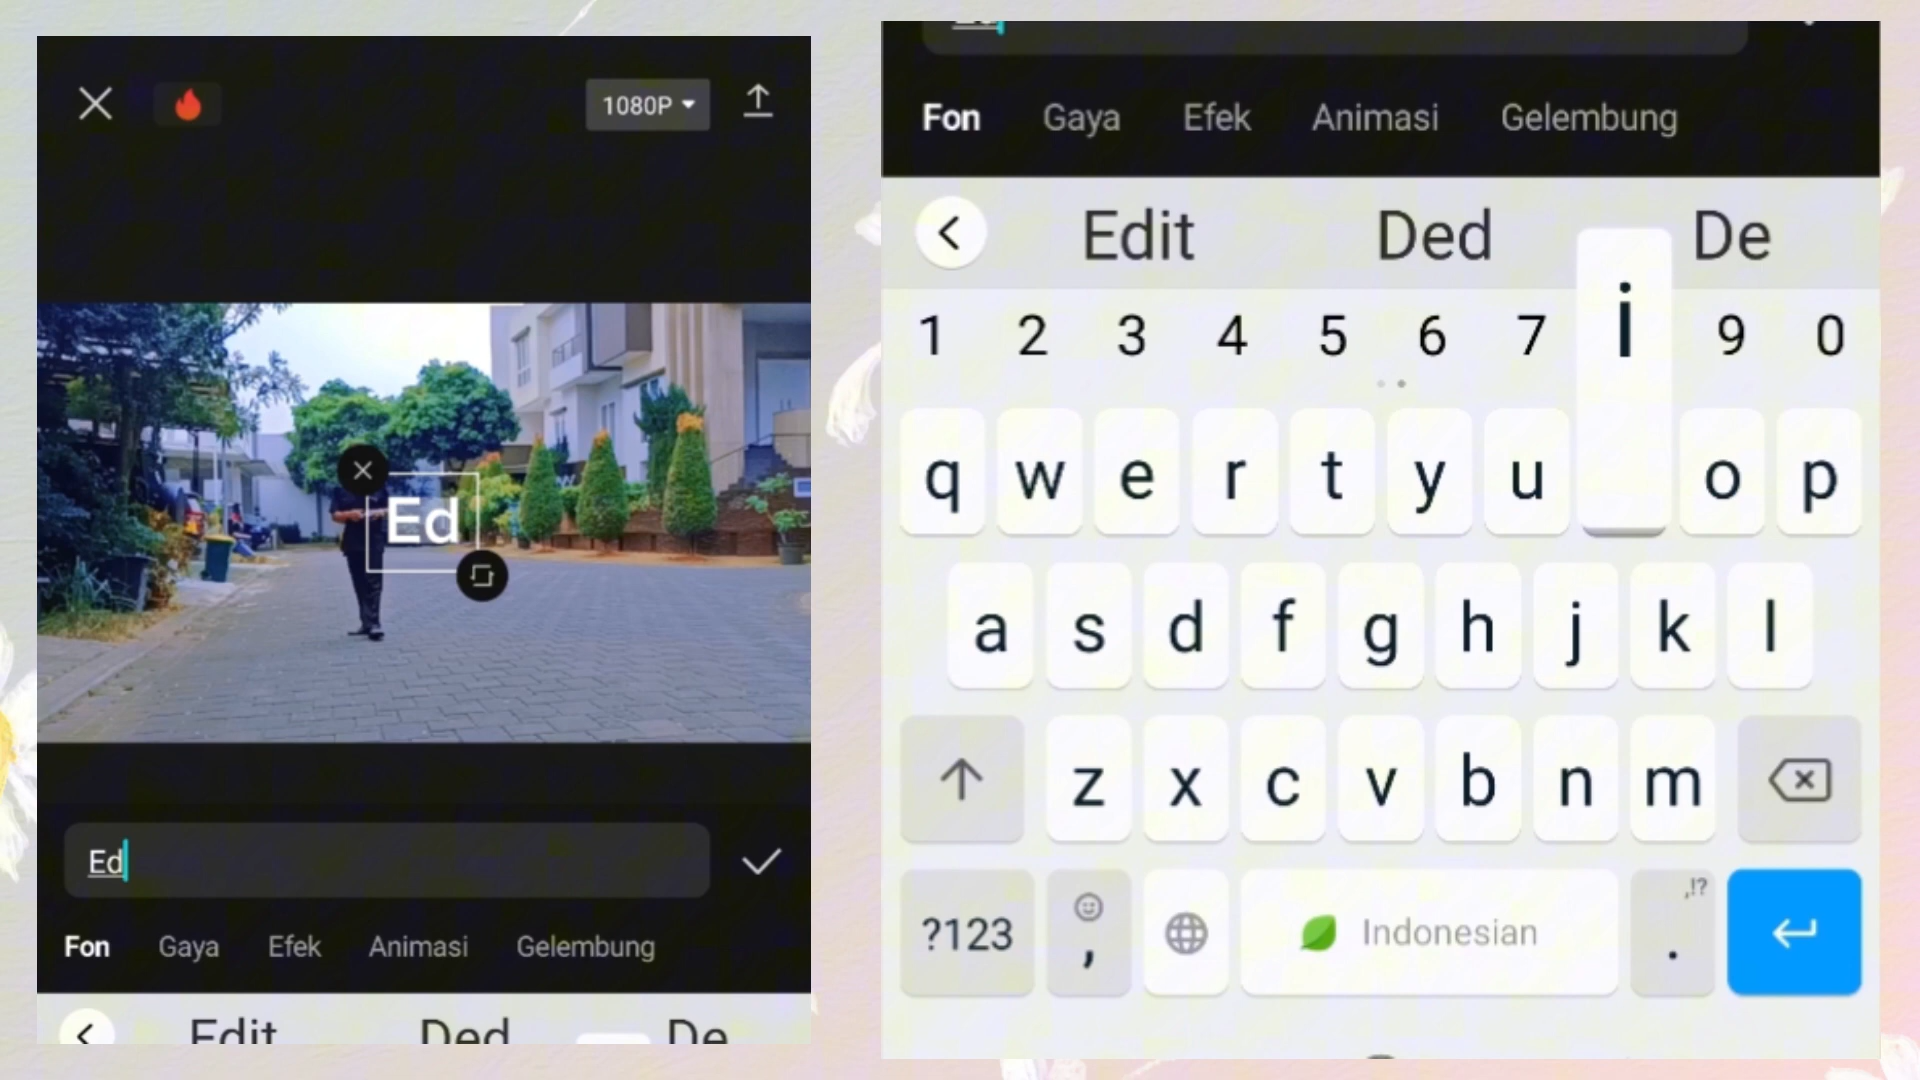 1080P
Ed
Ed
Fon Gaya Efek Animasi Gelembung
Edit Ded De
Fon Gaya Efek Animasi Gelembung
Edit Ded De
1 2 3 4 5 6 7 i 9 0
q w e r t y u o p
a s d f g h j k l
z x c v b n m
?123 , Indonesian ,!? .